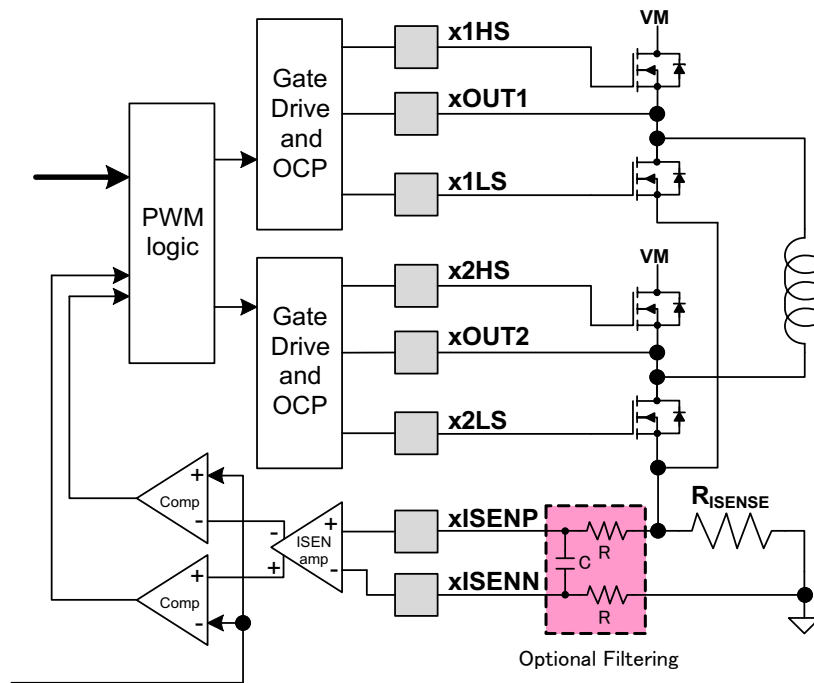 x1HS
VM
Gate
Drive
and
OCP
xOUT1
x1LS
PWM
logic
x2HS
VM
Gate
Drive
and
OCP
xOUT2
x2LS
+
Comp
-
+
Comp
-
-
+
ISEN
amp
+
-
xISENP
xISENN
R
C
R
RISENSE
Optional Filtering